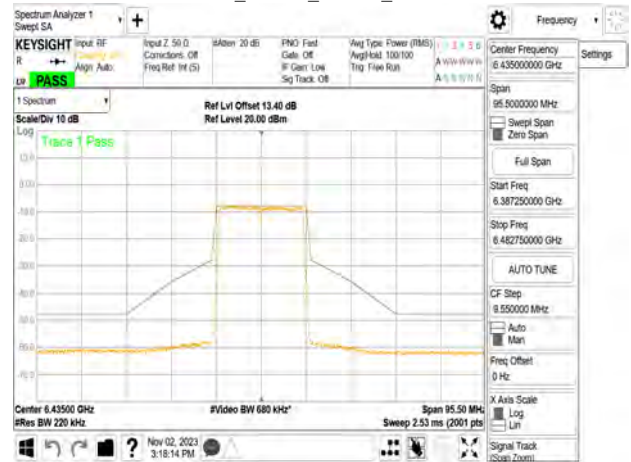 Spectrum Analyzer 1
Swept SA
+
Frequency
KEYSIGHT
Input: RF
Align: Auto
Input Z: 50 Ω
Corrections: Off
Freq Ref: Int (S)
#Atten: 20 dB
PNO: Fast
Gate: Off
IF Gain: Low
Sig Track: Off
Avg Type: Power (RMS)
Avg|Hold: 100/100
Trig: Free Run
R
PASS
1 Spectrum
Scale/Div 10 dB
Ref Lvl Offset 13.40 dB
Ref Level 20.00 dBm
Log
Trace 1 Pass
Center 6.43500 GHz
#Res BW 220 kHz
#Video BW 680 kHz*
Span 95.50 MHz
Sweep 2.53 ms (2001 pts)
Nov 02, 2023
3:18:14 PM
?
Center Frequency
6.435000000 GHz
Settings
Span
95.5000000 MHz
Swept Span
Zero Span
Full Span
Start Freq
6.387250000 GHz
Stop Freq
6.482750000 GHz
AUTO TUNE
CF Step
9.550000 MHz
Auto
Man
Freq Offset
0 Hz
X Axis Scale
Log
Lin
Signal Track
(Span Zoom)